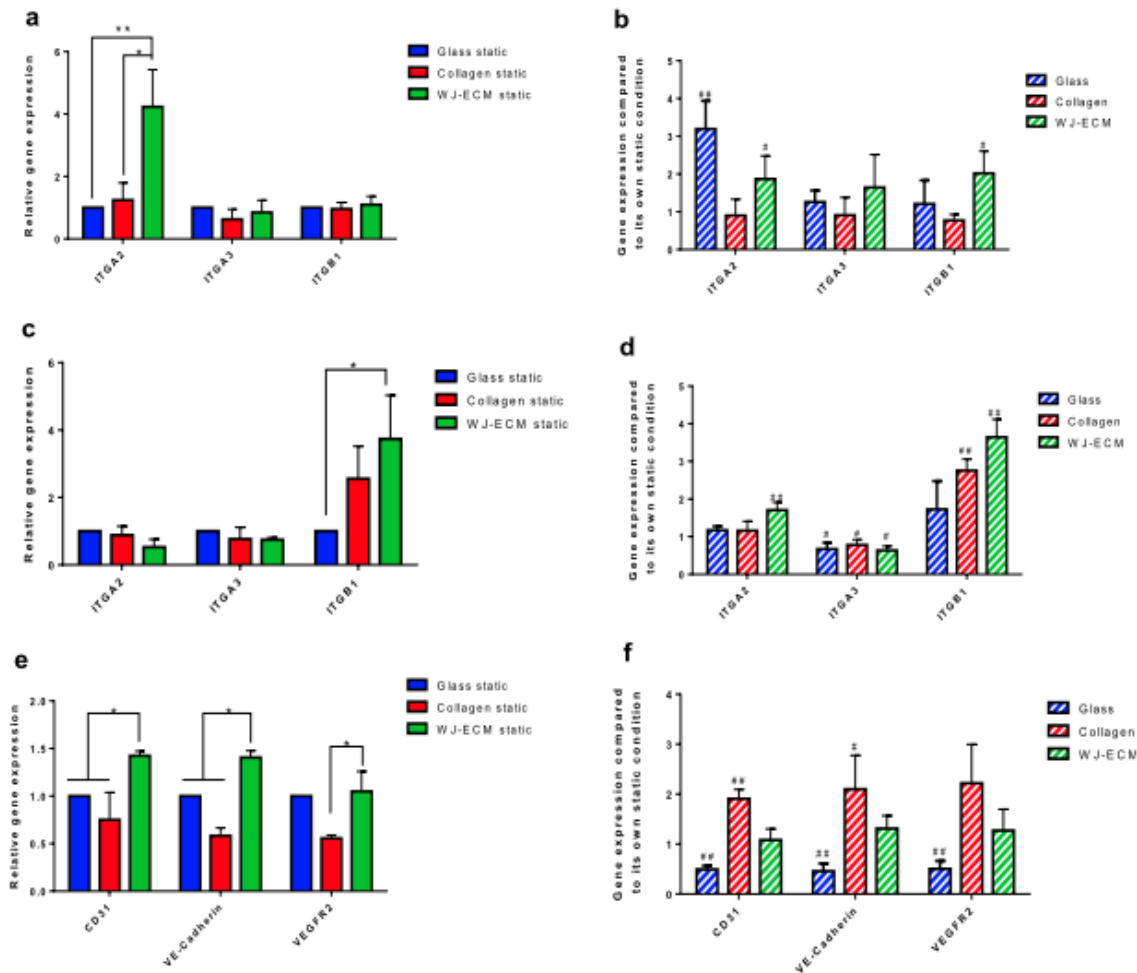 a
**
*
6
4
2
0
Relative gene expression
Glass static
Collagen static
WJ-ECM static
ITGA2
ITGA3
ITGB1
b
5
4
3
2
1
0
Gene expression compared
to its own static condition
##
#
#
Glass
Collagen
WJ-ECM
ITGA2
ITGA3
ITGB1
c
*
6
4
2
0
Relative gene expression
Glass static
Collagen static
WJ-ECM static
ITGA2
ITGA3
ITGB1
d
5
4
3
2
1
0
Gene expression compared
to its own static condition
##
#
#
#
##
##
Glass
Collagen
WJ-ECM
ITGA2
ITGA3
ITGB1
e
*
*
*
2.0
1.5
1.0
0.5
0.0
Relative gene expression
Glass static
Collagen static
WJ-ECM static
CD31
VE-Cadherin
VEGFR2
f
4
3
2
1
0
Gene expression compared
to its own static condition
##
##
##
#
##
Glass
Collagen
WJ-ECM
CD31
VE-Cadherin
VEGFR2